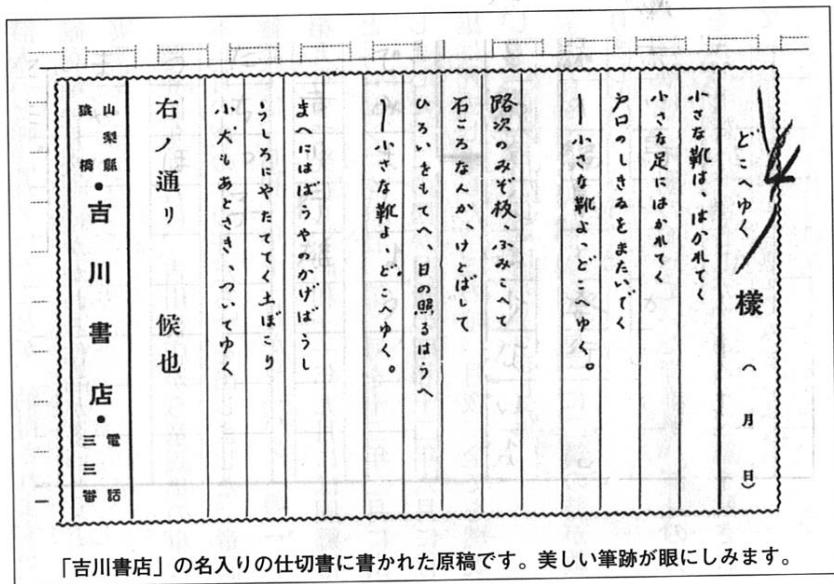 どこへゆく 樣 （ 月 日）
小さな靴は、はかれてく
小さな足にはかれてく
戸口のしきゐをまたいでく
ー小さな靴よ、どこへゆく。
路次のみぞ板、ふみこへて
石ころなんか、けとばして
ひろいをもてへ、日の照るはうへ
ー小さな靴よ、どこへゆく。
まへにはばうやのかげばうし
うしろにやたててく土ぼこり
小犬もあとさき、ついてゆく
右ノ通リ 候也
山梨縣
猿橋・吉川書店・電話三三番
「吉川書店」の名入りの仕切書に書かれた原稿です。美しい筆跡が眼にしみます。